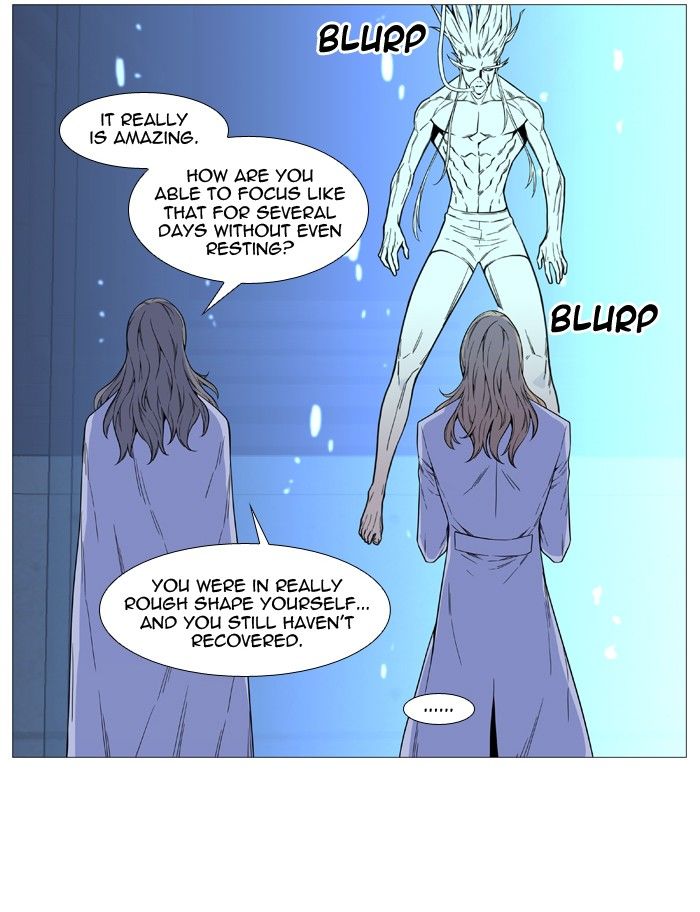 BLURP
IT REALLY
IS AMAZING.
HOW ARE YOU
ABLE TO FOCUS LIKE
THAT FOR SEVERAL
DAYS WITHOUT EVEN
RESTING?
BLURP
YOU WERE IN REALLY
ROUGH SHAPE YOURSELF...
AND YOU STILL HAVEN'T
RECOVERED.
......